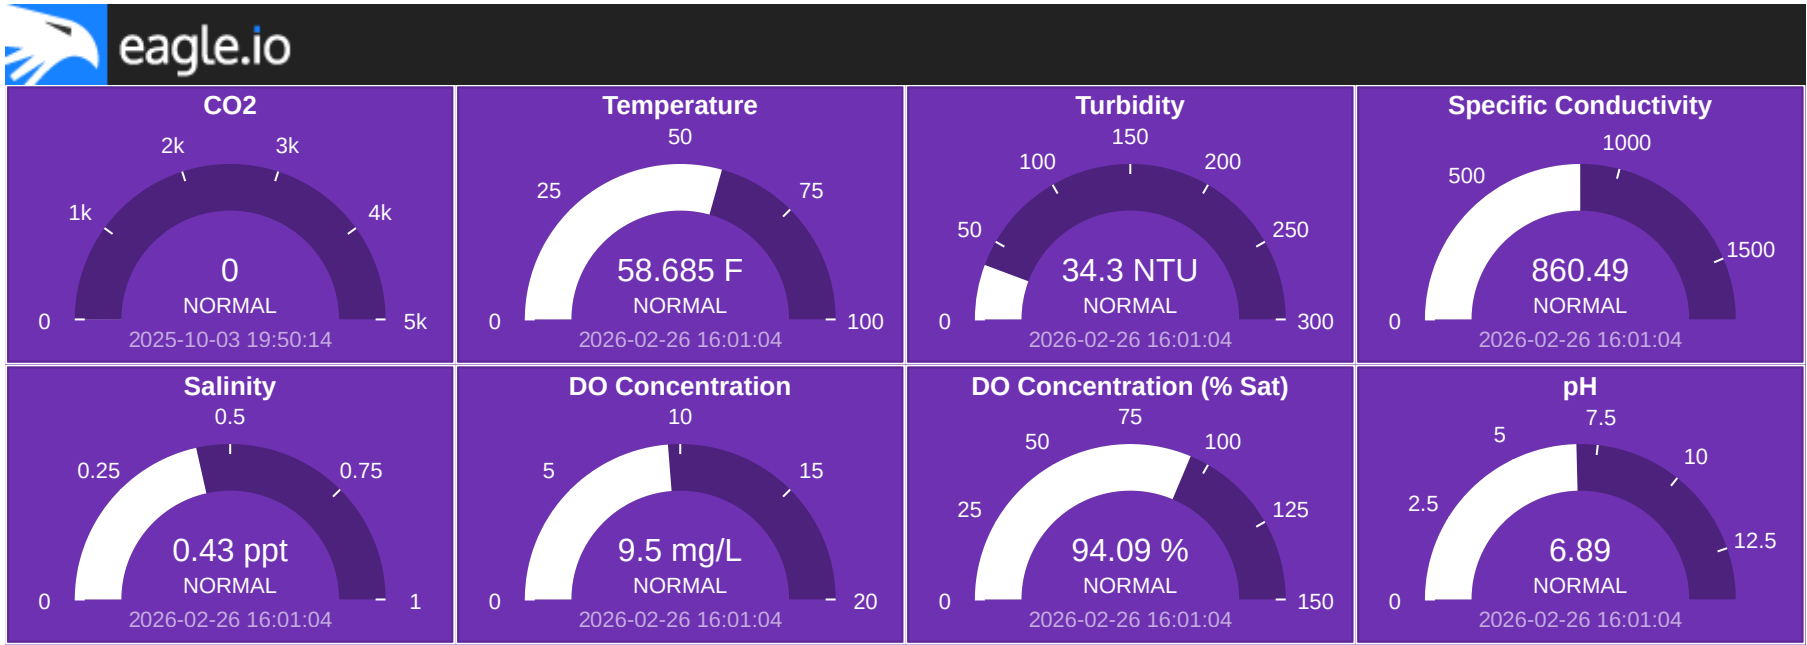 eagle.io
CO2
0
1k
2k
3k
4k
5k
0
NORMAL
2025-10-03 19:50:14
Temperature
0
25
50
75
100
58.685 F
NORMAL
2026-02-26 16:01:04
Turbidity
0
50
100
150
200
250
300
34.3 NTU
NORMAL
2026-02-26 16:01:04
Specific Conductivity
0
500
1000
1500
860.49
NORMAL
2026-02-26 16:01:04
Salinity
0
0.25
0.5
0.75
1
0.43 ppt
NORMAL
2026-02-26 16:01:04
DO Concentration
0
5
10
15
20
9.5 mg/L
NORMAL
2026-02-26 16:01:04
DO Concentration (% Sat)
0
25
50
75
100
125
150
94.09 %
NORMAL
2026-02-26 16:01:04
pH
0
2.5
5
7.5
10
12.5
6.89
NORMAL
2026-02-26 16:01:04